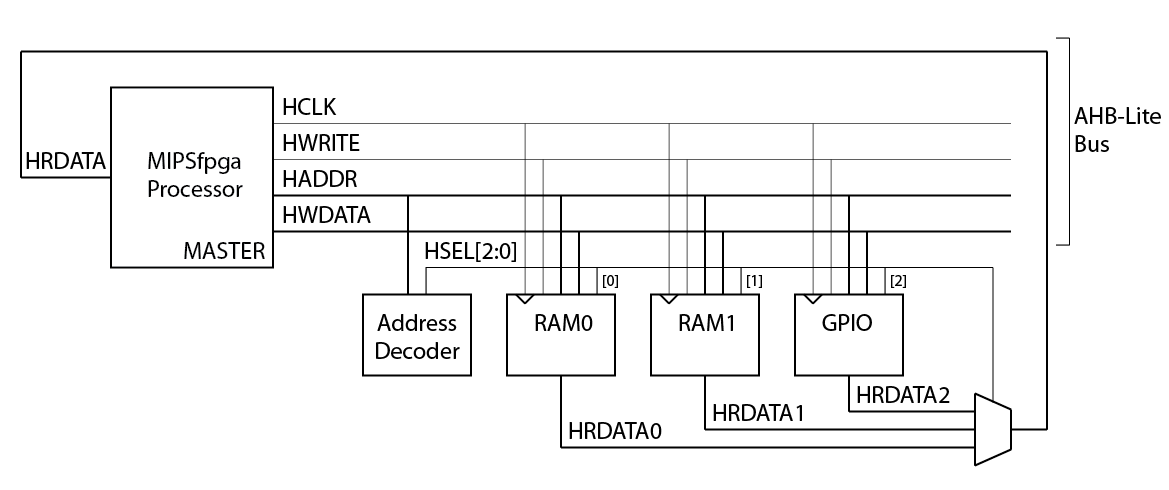 HCLK
HWRITE
HADDR
HWDATA
HRDATA
MIPSfpga
Processor
MASTER
AHB-Lite
Bus
HSEL[2:0]
[0]
[1]
[2]
Address
Decoder
RAM0
RAM1
GPIO
HRDATA2
HRDATA1
HRDATA0